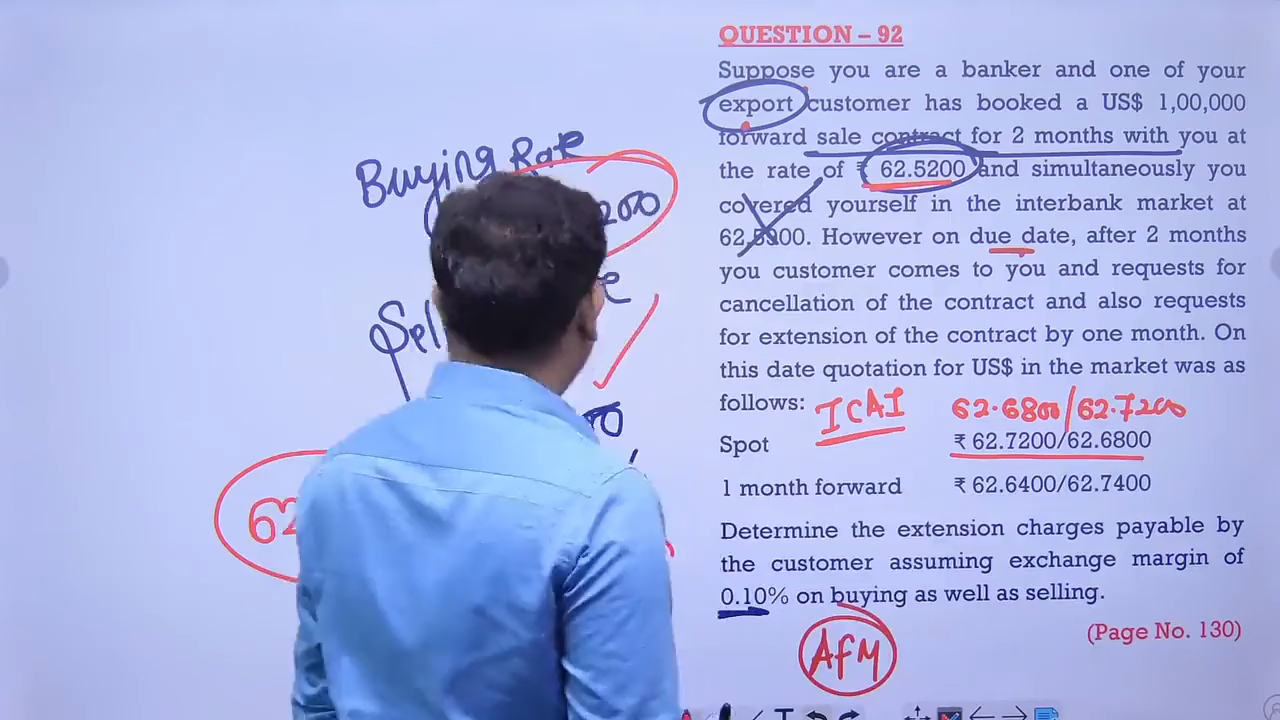 QUESTION – 92
Suppose you are a banker and one of your
export customer has booked a US$ 1,00,000
forward sale contract for 2 months with you at
the rate of ₹ 62.5200 and simultaneously you
covered yourself in the interbank market at
However on due date, after 2 months
you customer comes to you and requests for
cancellation of the contract and also requests
for extension of the contract by one month. On
this date quotation for US$ in the market was as
follows: ICAI 62.6800/62.7200
Spot ₹ 62.7200/62.6800
1 month forward ₹ 62.6400/62.7400
Determine the extension charges payable by
the customer assuming exchange margin of
0.10% on buying as well as selling.
AFM
(Page No. 130)
Buying Rate
200
Sel
62